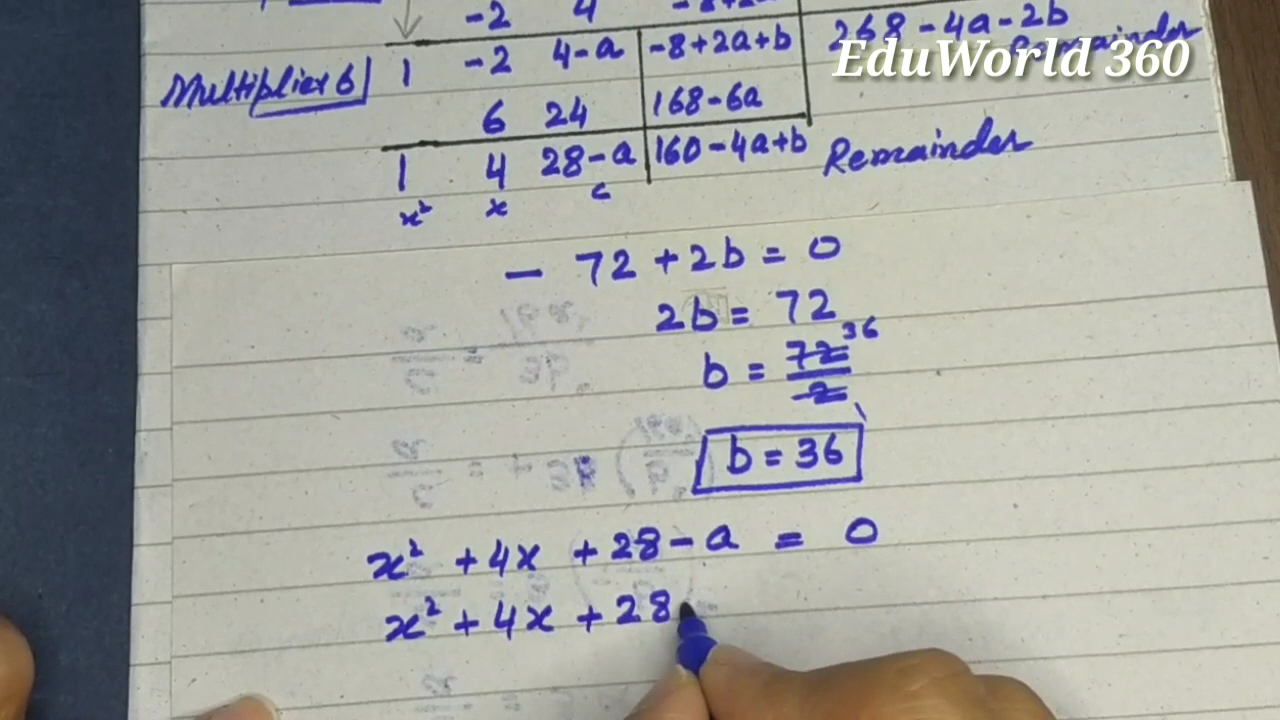 -2 4
268-4a-2b
Remainder
EduWorld 360
Multiplier 6
1 -2 4-a -8+2a+b
6 24 168-6a
1 4 28-a 160-4a+b Remainder
x² x c
- 72 + 2b = 0
2b = 72
b = 72/2 36
b = 36
x² + 4x + 28 - a = 0
x² + 4x + 28